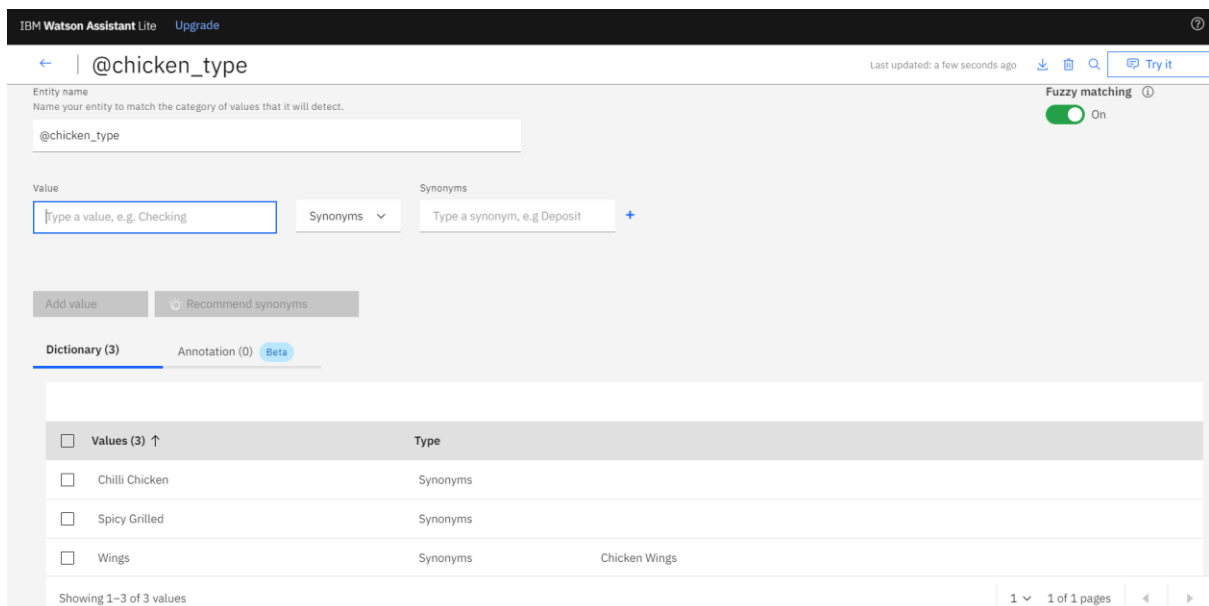 IBM Watson Assistant Lite Upgrade
@chicken_type Last updated: a few seconds ago Try it
Entity name Fuzzy matching
Name your entity to match the category of values that it will detect.
@chicken_type On
Value Synonyms
Type a value, e.g. Checking Synonyms Type a synonym, e.g Deposit +
Add value Recommend synonyms
Dictionary (3) Annotation (0) Beta
Values (3) ↑ Type
Chilli Chicken Synonyms
Spicy Grilled Synonyms
Wings Synonyms Chicken Wings
Showing 1–3 of 3 values 1 1 of 1 pages